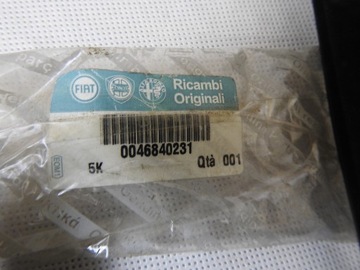 FIAT
Ricambi
Originali
0046840231
5K
Qtà 001